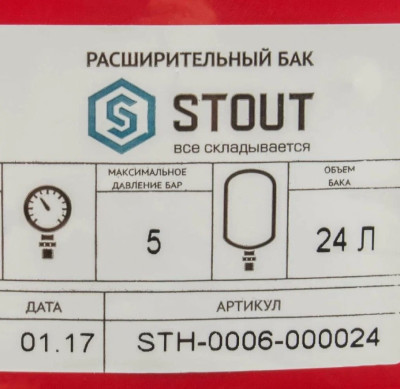 РАСШИРИТЕЛЬНЫЙ БАК
S STOUT
все складывается
МАКСИМАЛЬНОЕ
ДАВЛЕНИЕ БАР
5
ОБЪЕМ
БАКА
24 Л
ДАТА
АРТИКУЛ
01.17
STH-0006-000024